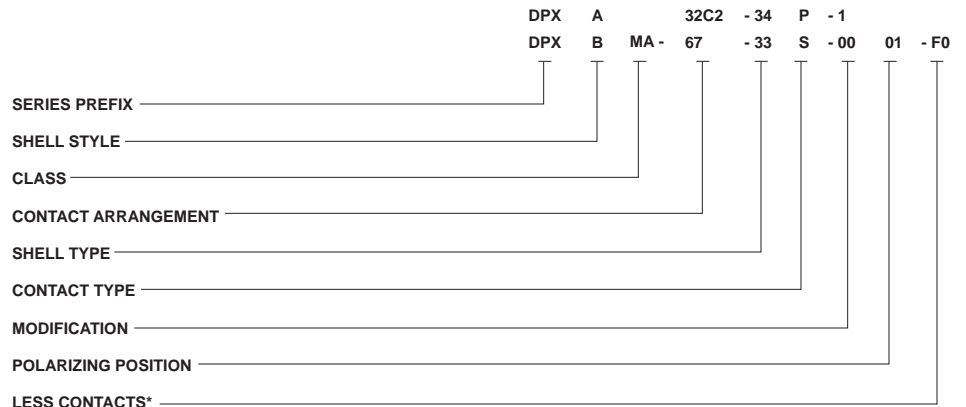 DPX A 32C2 - 34 P - 1
DPX B MA - 67 - 33 S - 00 01 - F0
SERIES PREFIX
SHELL STYLE
CLASS
CONTACT ARRANGEMENT
SHELL TYPE
CONTACT TYPE
MODIFICATION
POLARIZING POSITION
LESS CONTACTS*